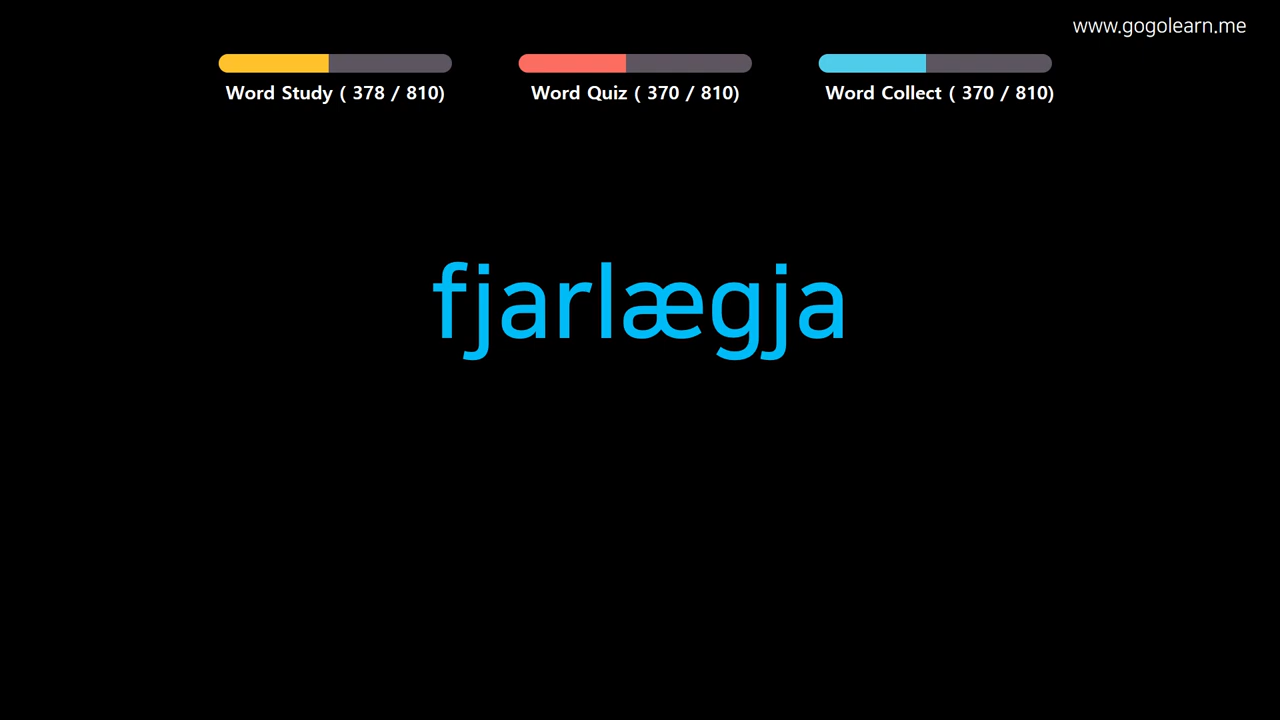 www.gogolearn.me
Word Study ( 378 / 810)
Word Quiz ( 370 / 810)
Word Collect ( 370 / 810)
fjarlægja